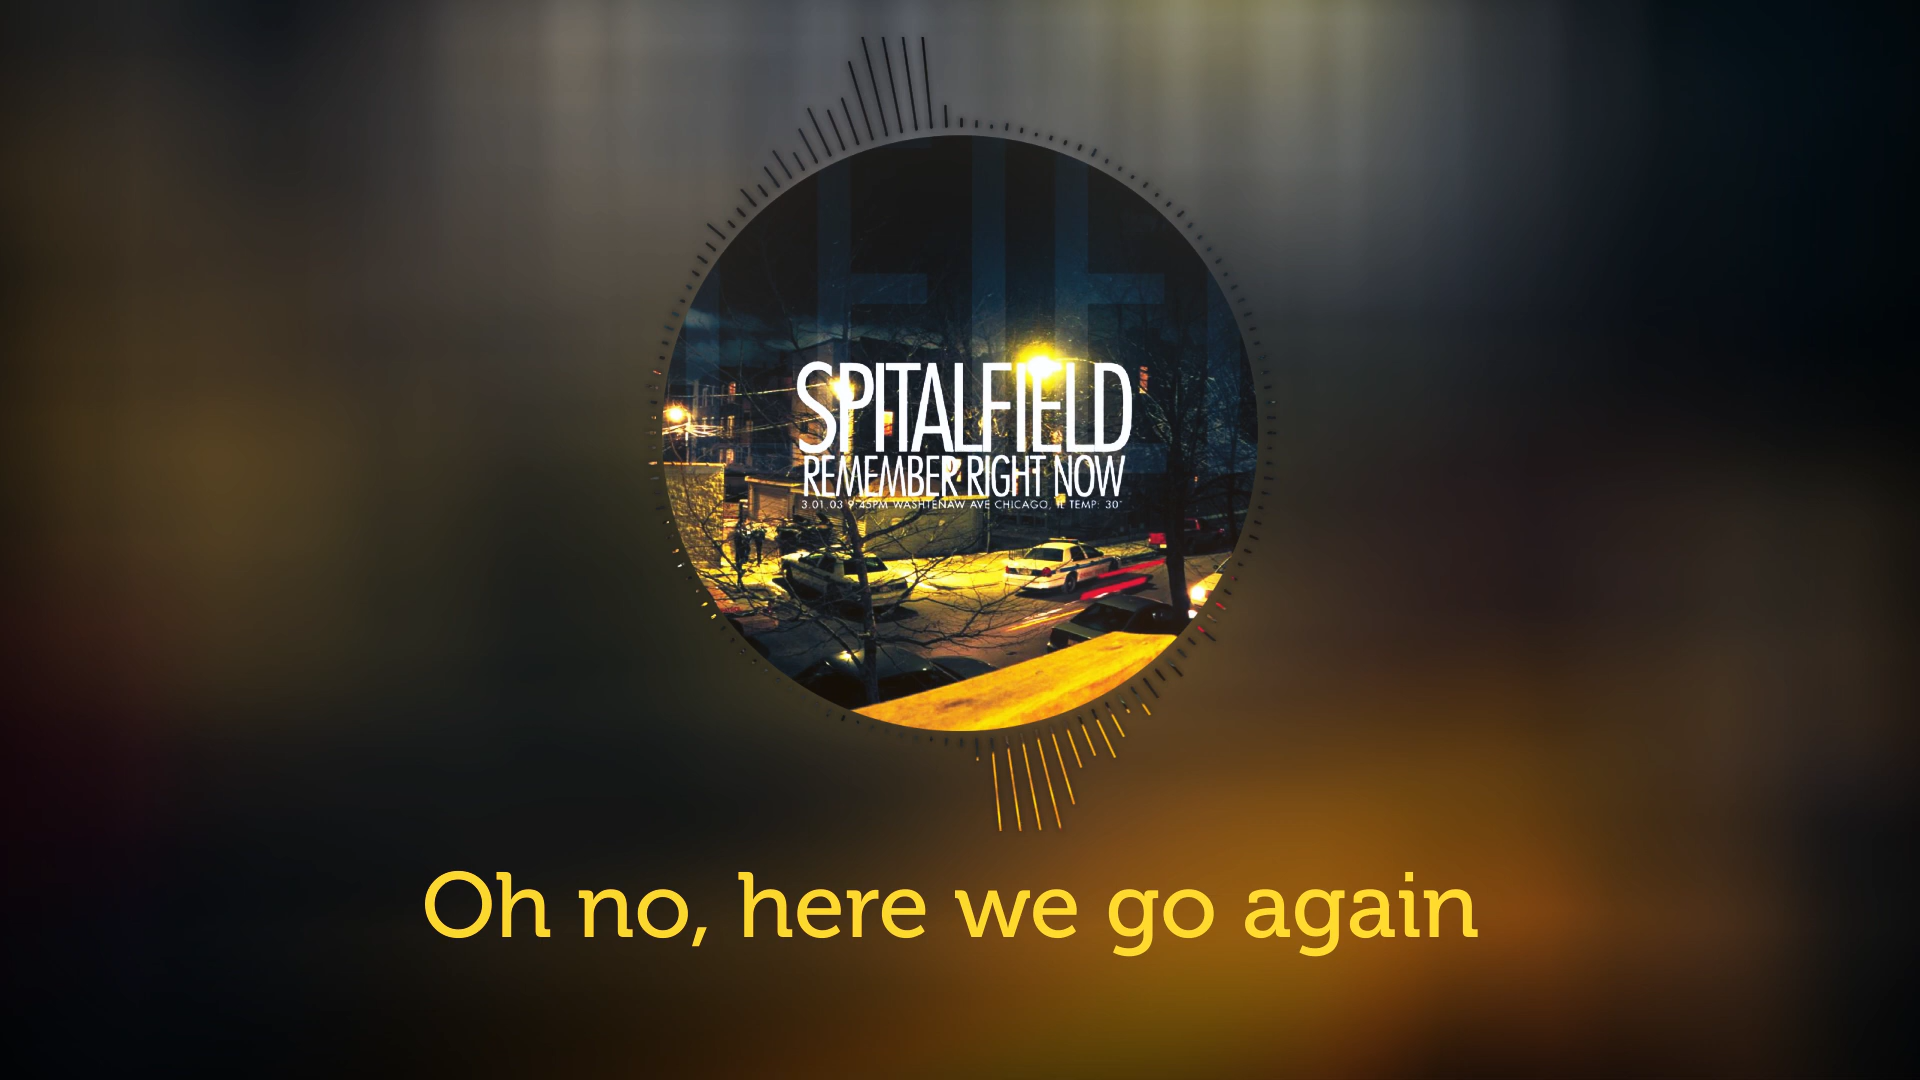 SPITALFIELD
REMEMBER RIGHT NOW
3.01.03 9:45PM WASHTENAW AVE CHICAGO, IL TEMP: 30°
Oh no, here we go again